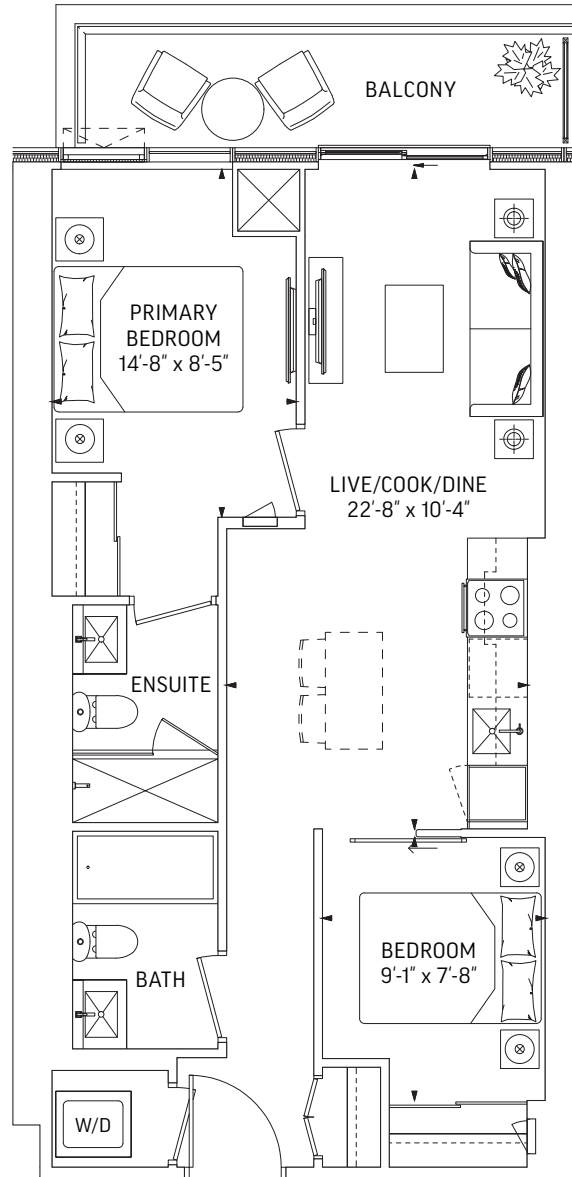 BALCONY
PRIMARY
BEDROOM
14'-8" x 8'-5"
LIVE/COOK/DINE
22'-8" x 10'-4"
ENSUITE
BEDROOM
9'-1" x 7'-8"
BATH
W/D